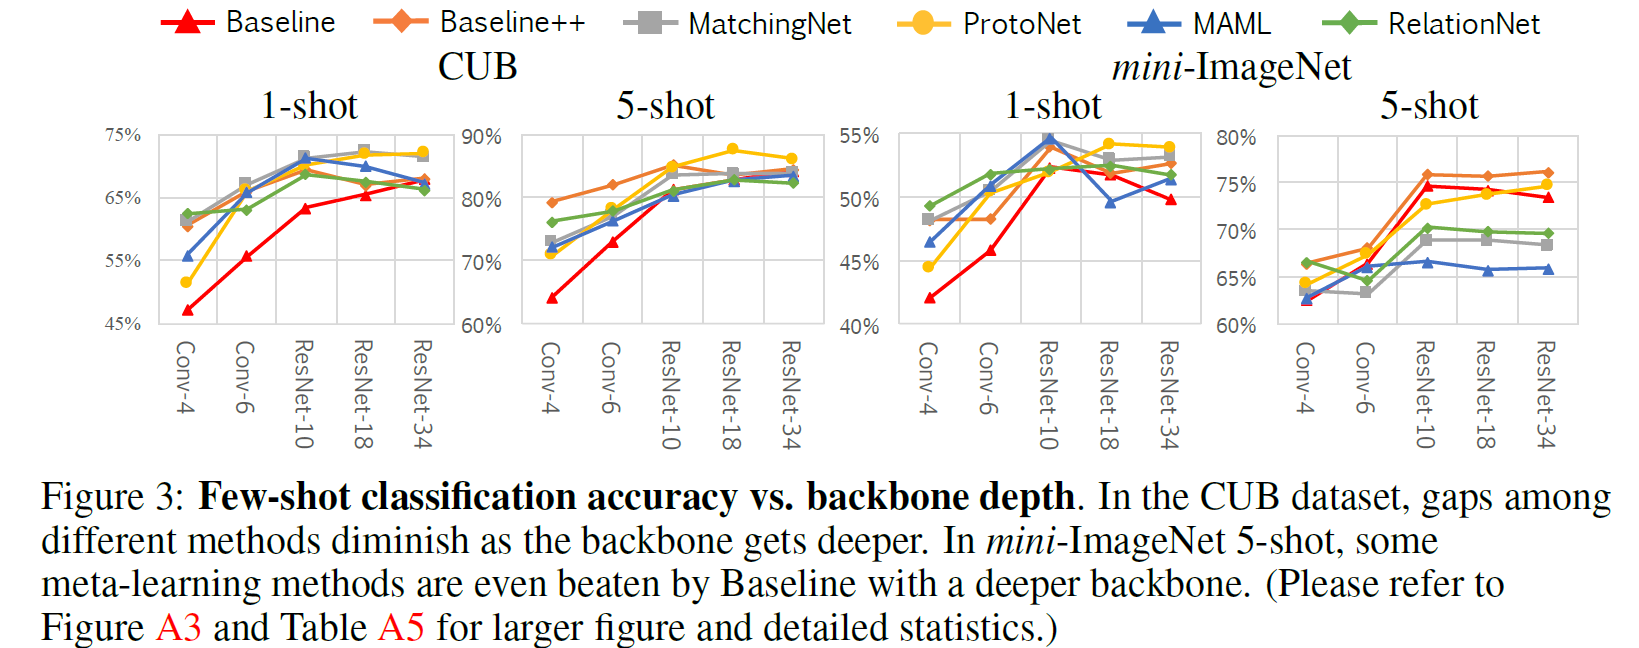 Baseline Baseline++ MatchingNet ProtoNet MAML RelationNet
CUB mini-ImageNet
1-shot 5-shot 1-shot 5-shot
75%
65%
55%
45%
Conv-4
Conv-6
ResNet-10
ResNet-18
ResNet-34
90%
80%
70%
60%
Conv-4
Conv-6
ResNet-10
ResNet-18
ResNet-34
55%
50%
45%
40%
Conv-4
Conv-6
ResNet-10
ResNet-18
ResNet-34
80%
75%
70%
65%
60%
Conv-4
Conv-6
ResNet-10
ResNet-18
ResNet-34
Figure 3: Few-shot classification accuracy vs. backbone depth. In the CUB dataset, gaps among
different methods diminish as the backbone gets deeper. In mini-ImageNet 5-shot, some
meta-learning methods are even beaten by Baseline with a deeper backbone. (Please refer to
Figure A3 and Table A5 for larger figure and detailed statistics.)